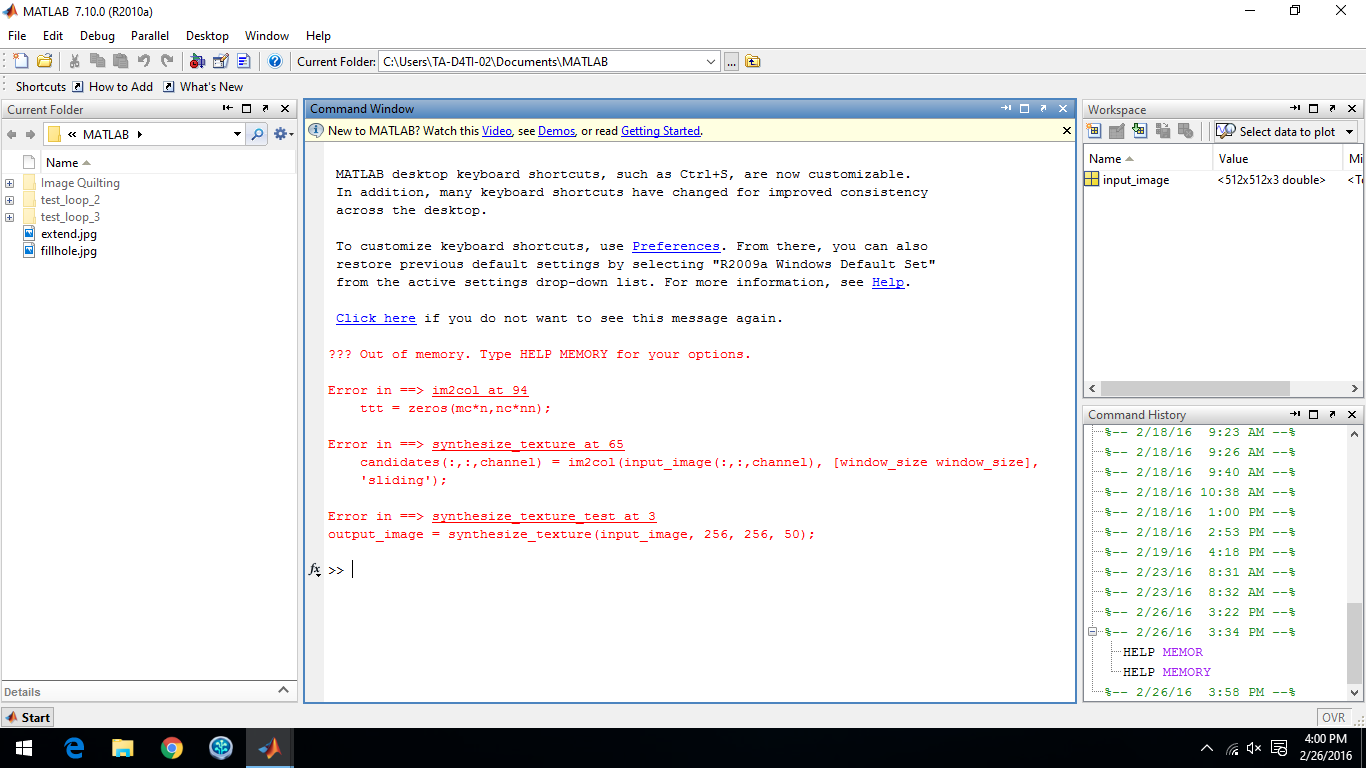 MATLAB 7.10.0 (R2010a)
File Edit Debug Parallel Desktop Window Help
Current Folder: C:\Users\TA-D4TI-02\Documents\MATLAB ...
Shortcuts How to Add What's New
Current Folder
« MATLAB
Name
Image Quilting
test_loop_2
test_loop_3
extend.jpg
fillhole.jpg
Details
Command Window
New to MATLAB? Watch this Video, see Demos, or read Getting Started.
MATLAB desktop keyboard shortcuts, such as Ctrl+S, are now customizable.
In addition, many keyboard shortcuts have changed for improved consistency
across the desktop.
To customize keyboard shortcuts, use Preferences. From there, you can also
restore previous default settings by selecting "R2009a Windows Default Set"
from the active settings drop-down list. For more information, see Help.
Click here if you do not want to see this message again.
??? Out of memory. Type HELP MEMORY for your options.
Error in ==> im2col at 94
ttt = zeros(mc*n,nc*nn);
Error in ==> synthesize_texture at 65
candidates(:,:,channel) = im2col(input_image(:,:,channel), [window_size window_size],
'sliding');
Error in ==> synthesize_texture_test at 3
output_image = synthesize_texture(input_image, 256, 256, 50);
fx >>
Workspace
Select data to plot
Name Value Mi
input_image <512x512x3 double> <To
Command History
%-- 2/18/16 9:23 AM --%
%-- 2/18/16 9:26 AM --%
%-- 2/18/16 9:40 AM --%
%-- 2/18/16 10:38 AM --%
%-- 2/18/16 1:00 PM --%
%-- 2/18/16 2:53 PM --%
%-- 2/19/16 4:18 PM --%
%-- 2/23/16 8:31 AM --%
%-- 2/23/16 8:32 AM --%
%-- 2/26/16 3:22 PM --%
%-- 2/26/16 3:34 PM --%
HELP MEMOR
HELP MEMORY
%-- 2/26/16 3:58 PM --%
Start
OVR
4:00 PM
2/26/2016